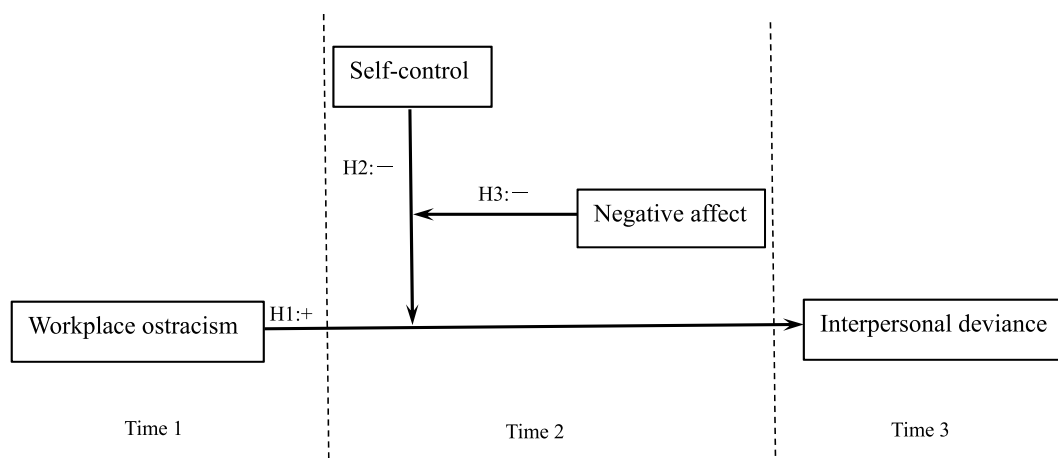 Self-control
H2:－
H3:－
Negative affect
H1:+
Workplace ostracism
Interpersonal deviance
Time 1
Time 2
Time 3